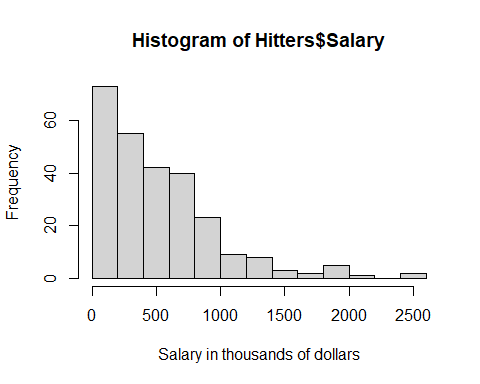 Histogram of Hitters$Salary
Frequency
60
40
20
0
0 500 1000 1500 2000 2500
Salary in thousands of dollars